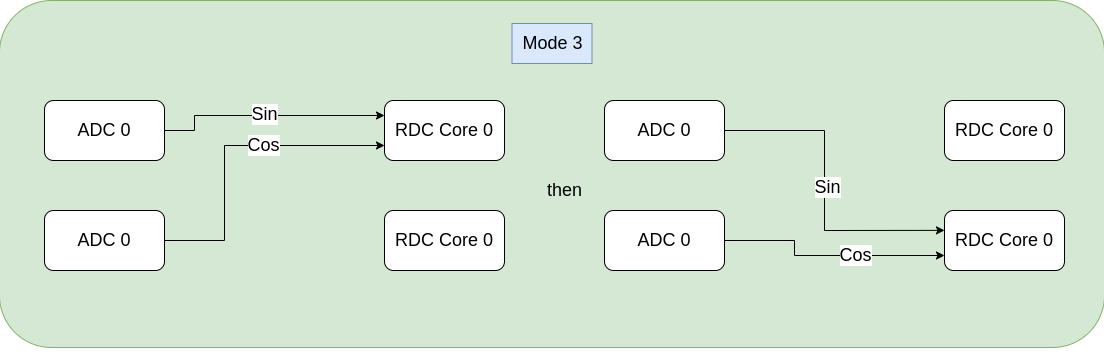 Mode 3
ADC 0
Sin
RDC Core 0
Cos
ADC 0
RDC Core 0
then
ADC 0
RDC Core 0
Sin
ADC 0
Cos
RDC Core 0